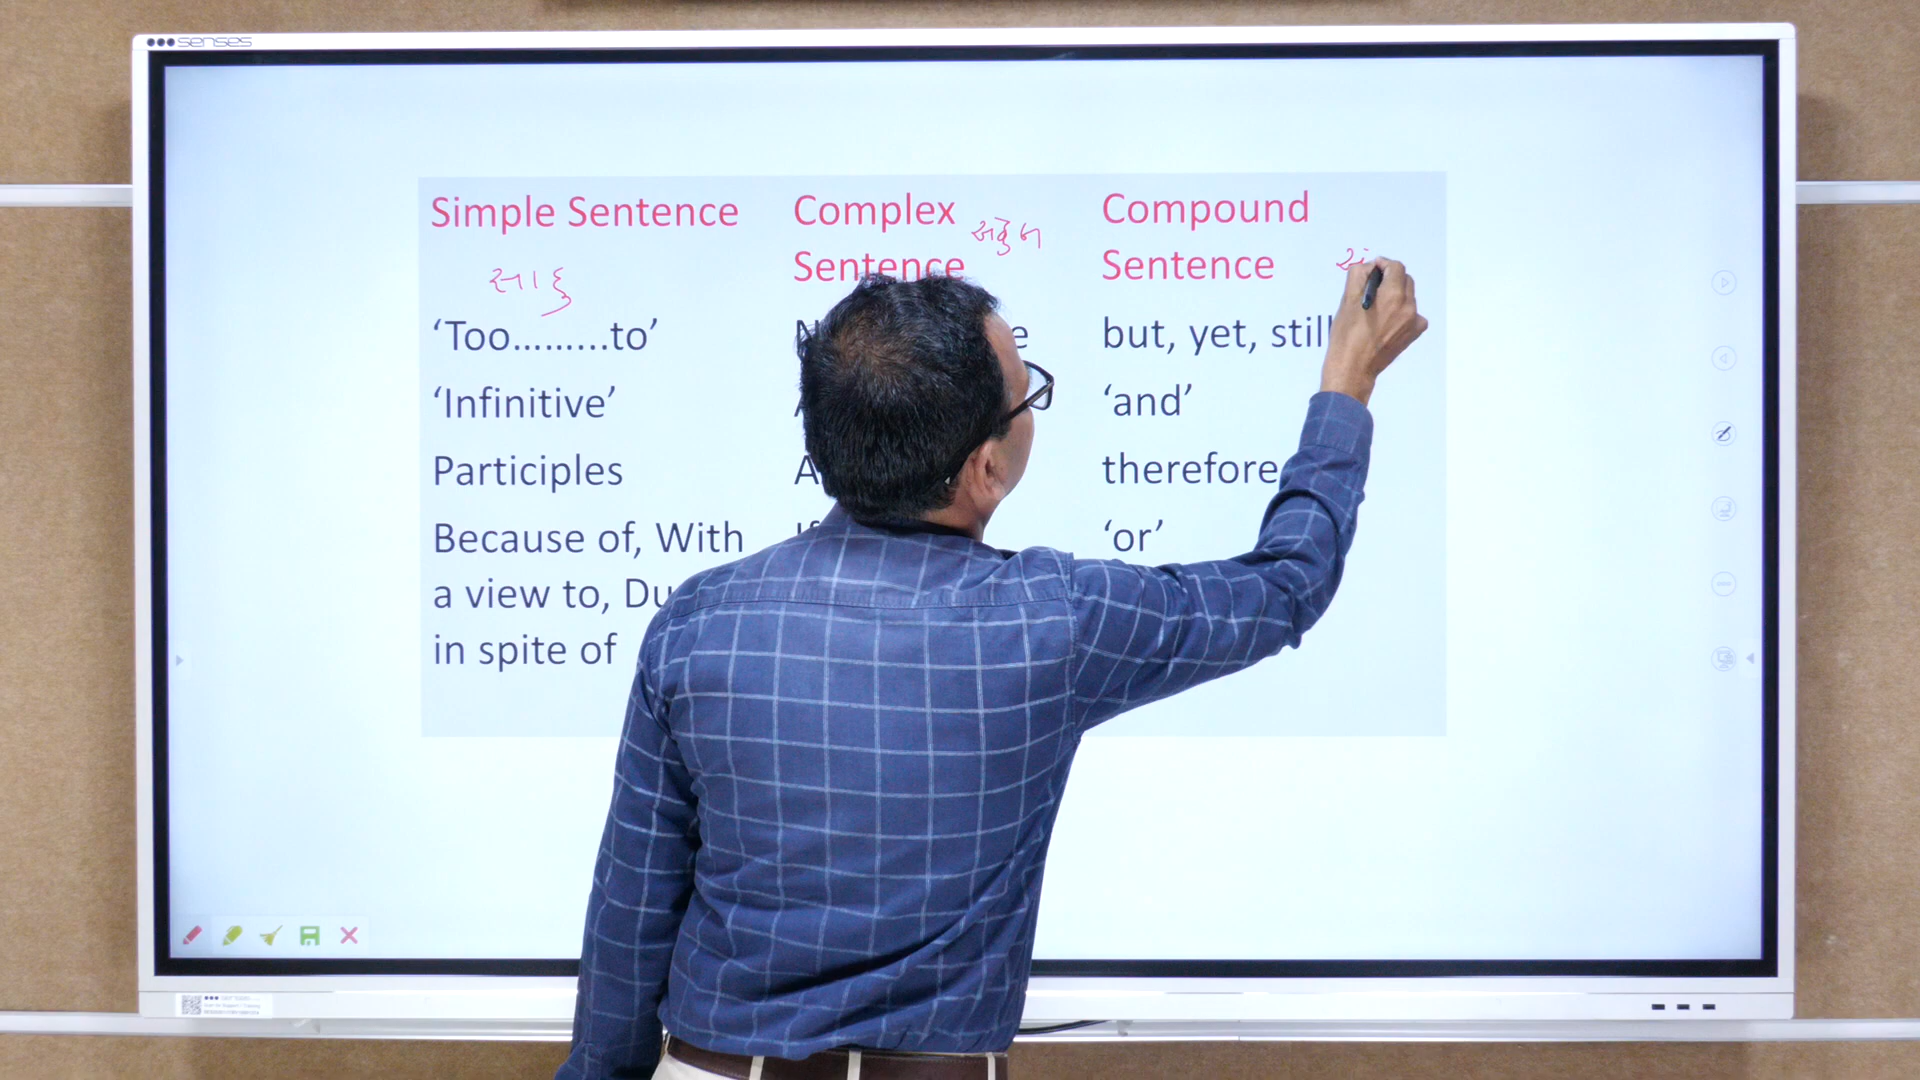 senses
Simple Sentence
સાદુ
Complex
Sentence
સંકુલ
Compound
Sentence
સં
‘Too.........to’
but, yet, still
‘Infinitive’
‘and’
Participles
therefore
Because of, With
a view to,
in spite of
‘or’